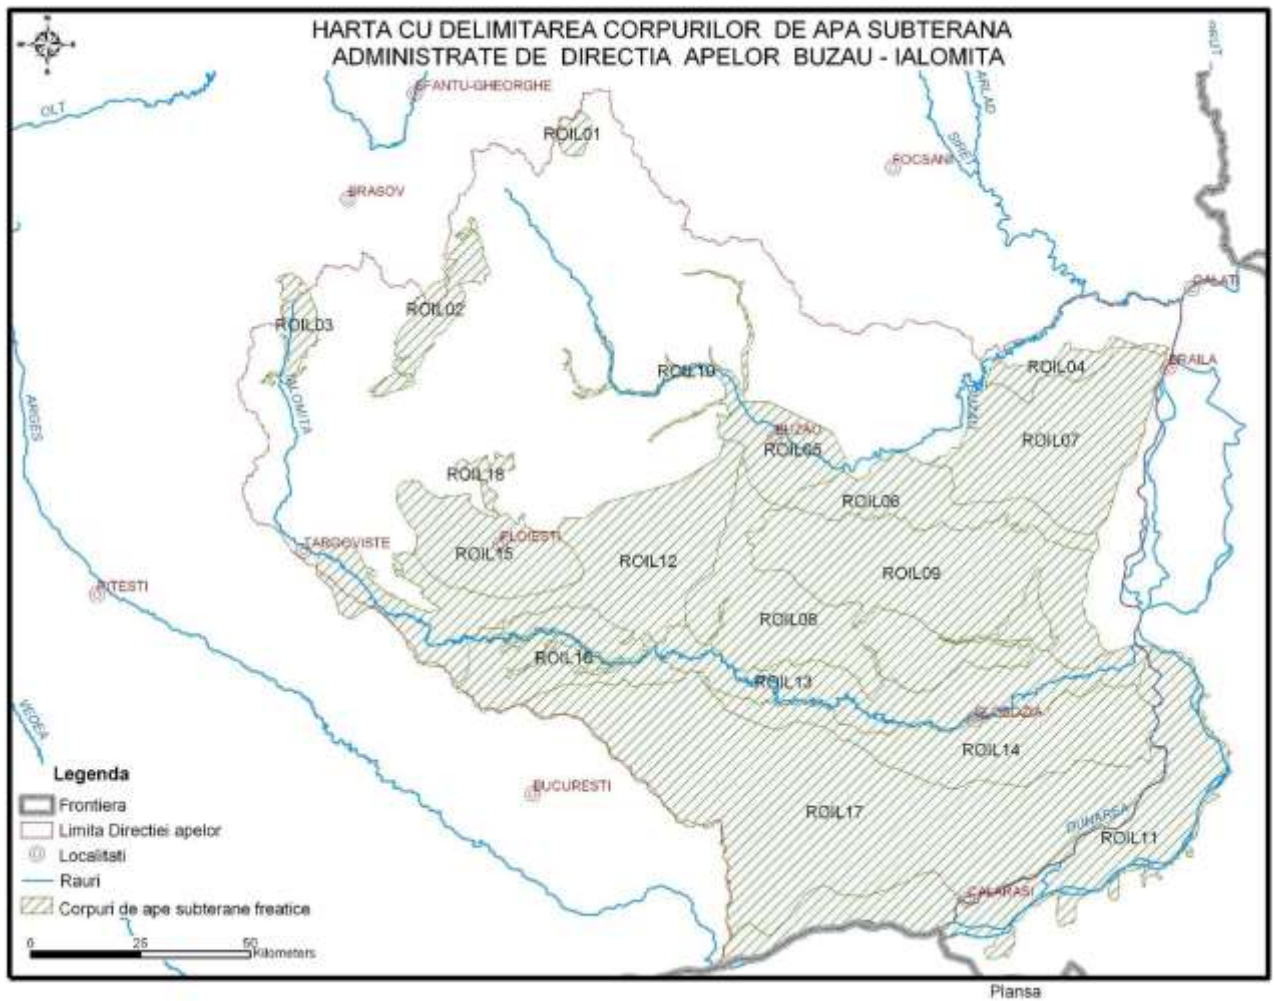 HARTA CU DELIMITAREA CORPURILOR DE APA SUBTERANA
ADMINISTRATE DE DIRECTIA APELOR BUZAU - IALOMITA
OLT
SFANTU-GHEORGHE
ROIL01
SIRET
FOCSANI
BRASOV
GALATI
ROIL02
ROIL03
ROIL04
BRAILA
IALOMITA
ARGES
BUZAU
BUZAU
ROIL05
ROIL07
ROIL18
ROIL06
TARGOVISTE
PLOIESTI
ROIL15
ROIL12
ROIL09
PITESTI
ROIL08
ROIL16
ROIL13
SLOBOZIA
VEDEA
ROIL14
BUCURESTI
ROIL17
DUNAREA
ROIL11
CALARASI
Legenda
Frontiera
Limita Directiei apelor
Localitati
Rauri
Corpuri de ape subterane freatice
0 25 50
Kilometers
Plansa